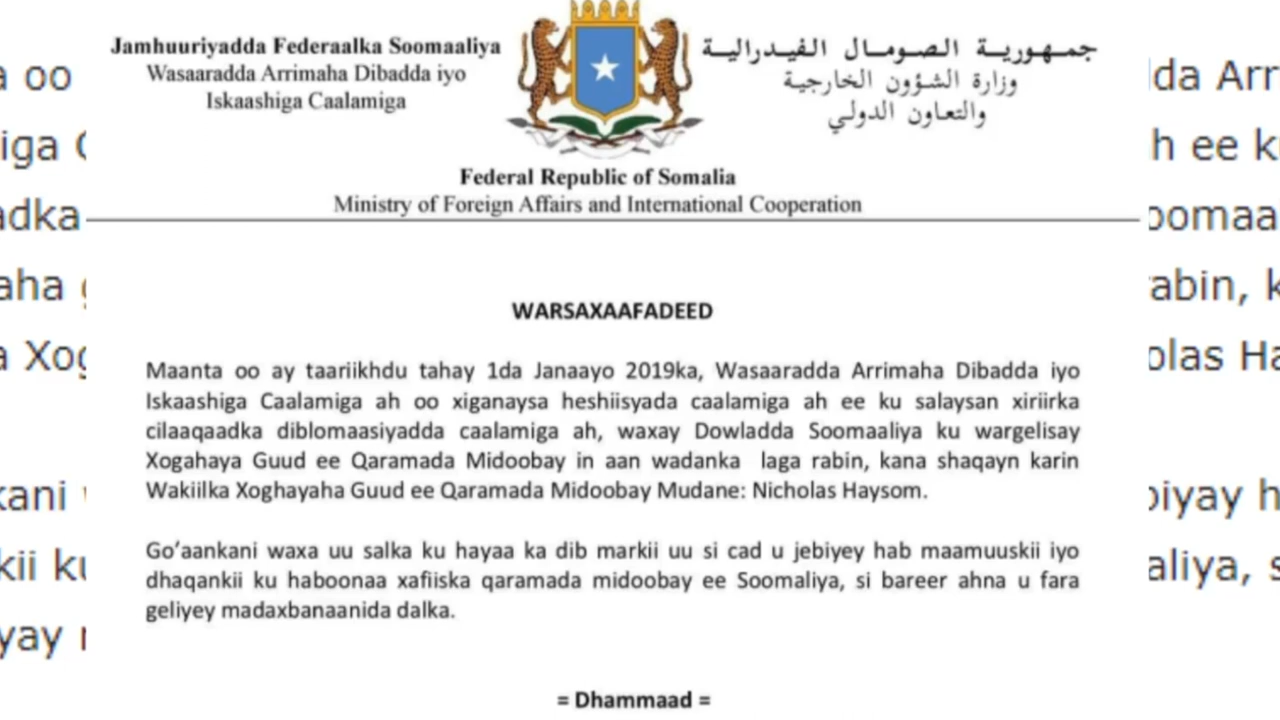 Jamhuuriyadda Federaalka Soomaaliya
Wasaaradda Arrimaha Dibadda iyo
Iskaashiga Caalamiga
جمهورية الصومال الفيدرالية
وزارة الشؤون الخارجية
والتعاون الدولي
Federal Republic of Somalia
Ministry of Foreign Affairs and International Cooperation
WARSAXAAFADEED
Maanta oo ay taariikhdu tahay 1da Janaayo 2019ka, Wasaaradda Arrimaha Dibadda iyo
Iskaashiga Caalamiga ah oo xiganaysa heshiisyada caalamiga ah ee ku salaysan xiriirka
cilaaqaadka diblomaasiyadda caalamiga ah, waxay Dowladda Soomaaliya ku wargelisay
Xogahaya Guud ee Qaramada Midoobay in aan wadanka laga rabin, kana shaqayn karin
Wakiilka Xoghayaha Guud ee Qaramada Midoobay Mudane: Nicholas Haysom.
Go’aankani waxa uu salka ku hayaa ka dib markii uu si cad u jebiyey hab maamuuskii iyo
dhaqankii ku haboonaa xafiiska qaramada midoobay ee Soomaliya, si bareer ahna u fara
geliyey madaxbanaanida dalka.
= Dhammaad =